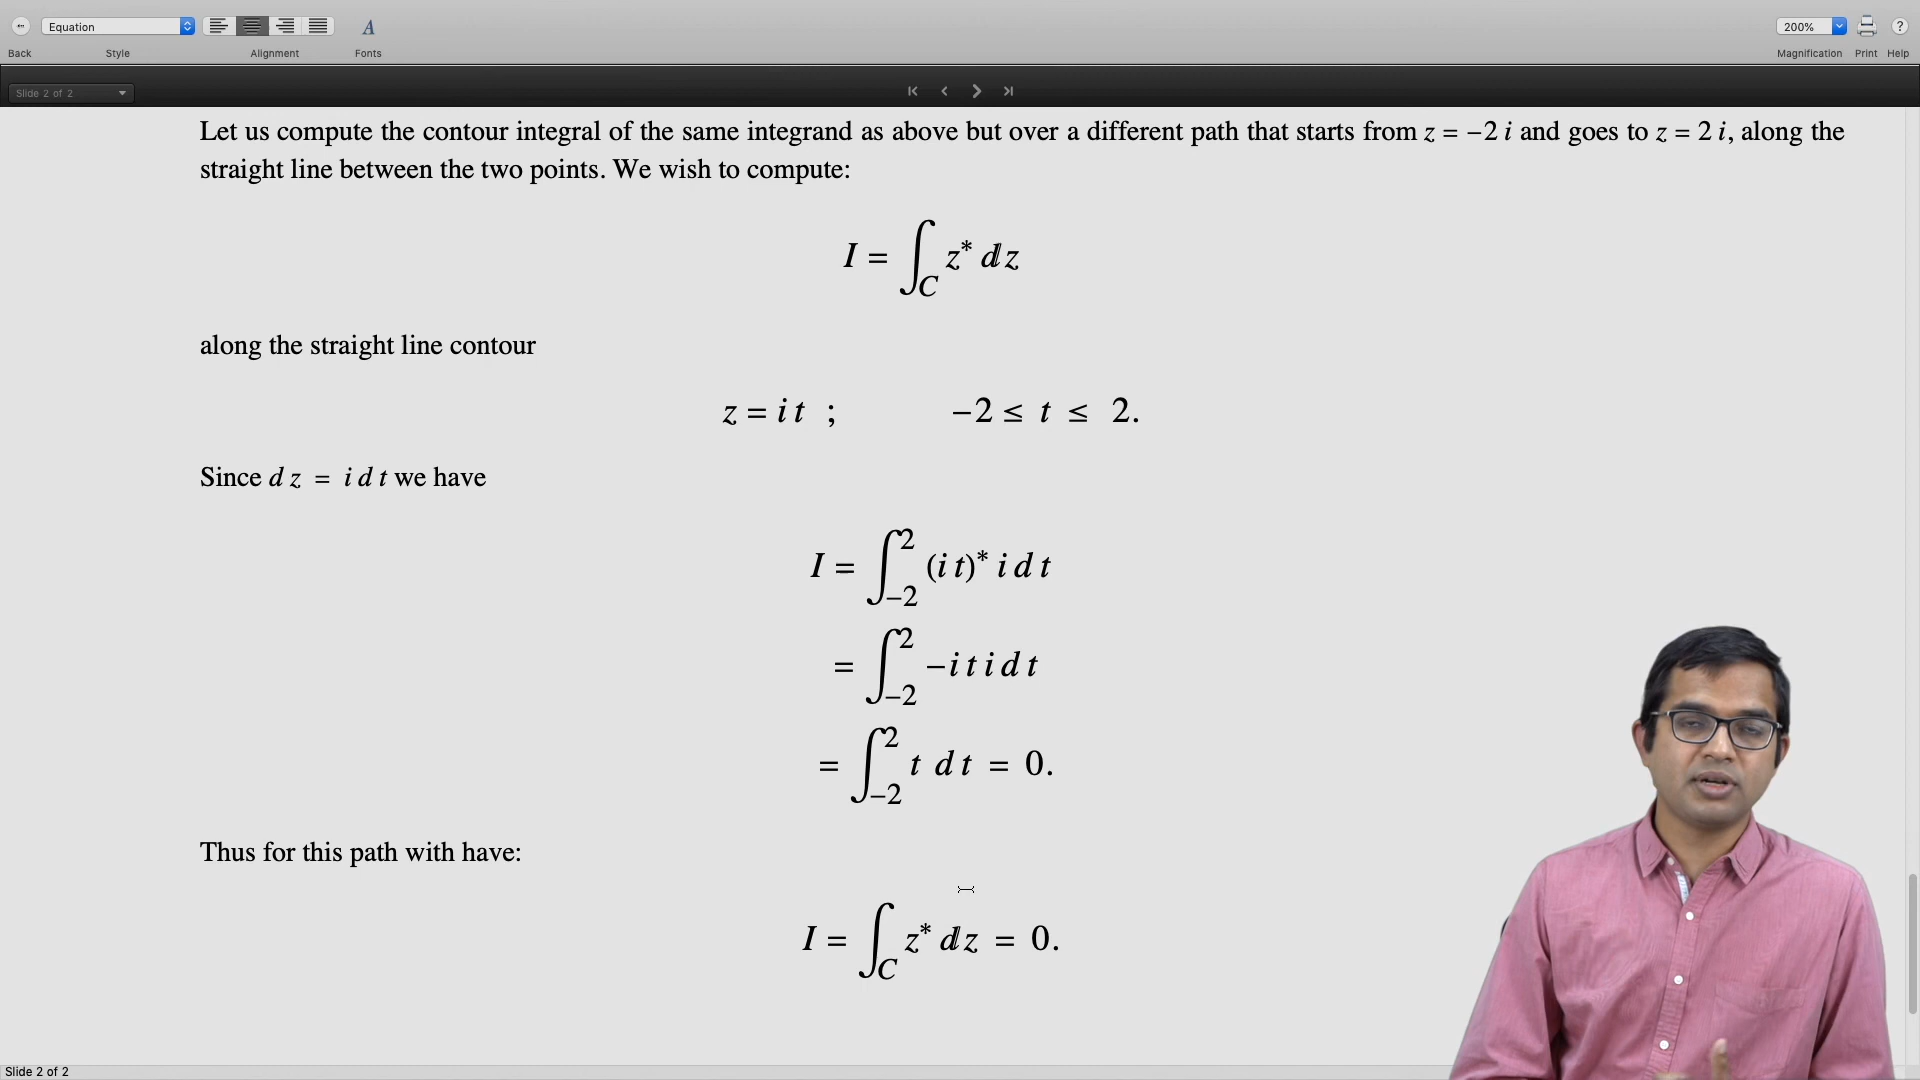 Equation
200%
Back
Style
Alignment
Fonts
Magnification
Print
Help
Slide 2 of 2
Let us compute the contour integral of the same integrand as above but over a different path that starts from z = −2 i and goes to z = 2 i, along the
straight line between the two points. We wish to compute:
I = ∫_C z* ⅆz
along the straight line contour
z = i t ; −2 ≤ t ≤ 2.
Since d z = i d t we have
I = ∫_{−2}^{2} (i t)* i d t
= ∫_{−2}^{2} −i t i d t
= ∫_{−2}^{2} t d t = 0.
Thus for this path with have:
I = ∫_C z* ⅆz = 0.
Slide 2 of 2